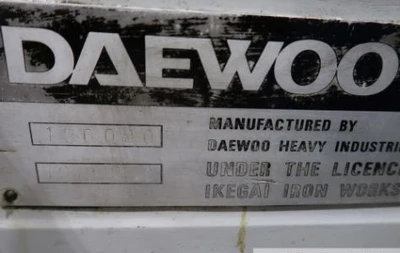 DAEWOO
MANUFACTURED BY
DAEWOO HEAVY INDUSTRI
UNDER THE LICENC
IKEGAI IRON WORKS